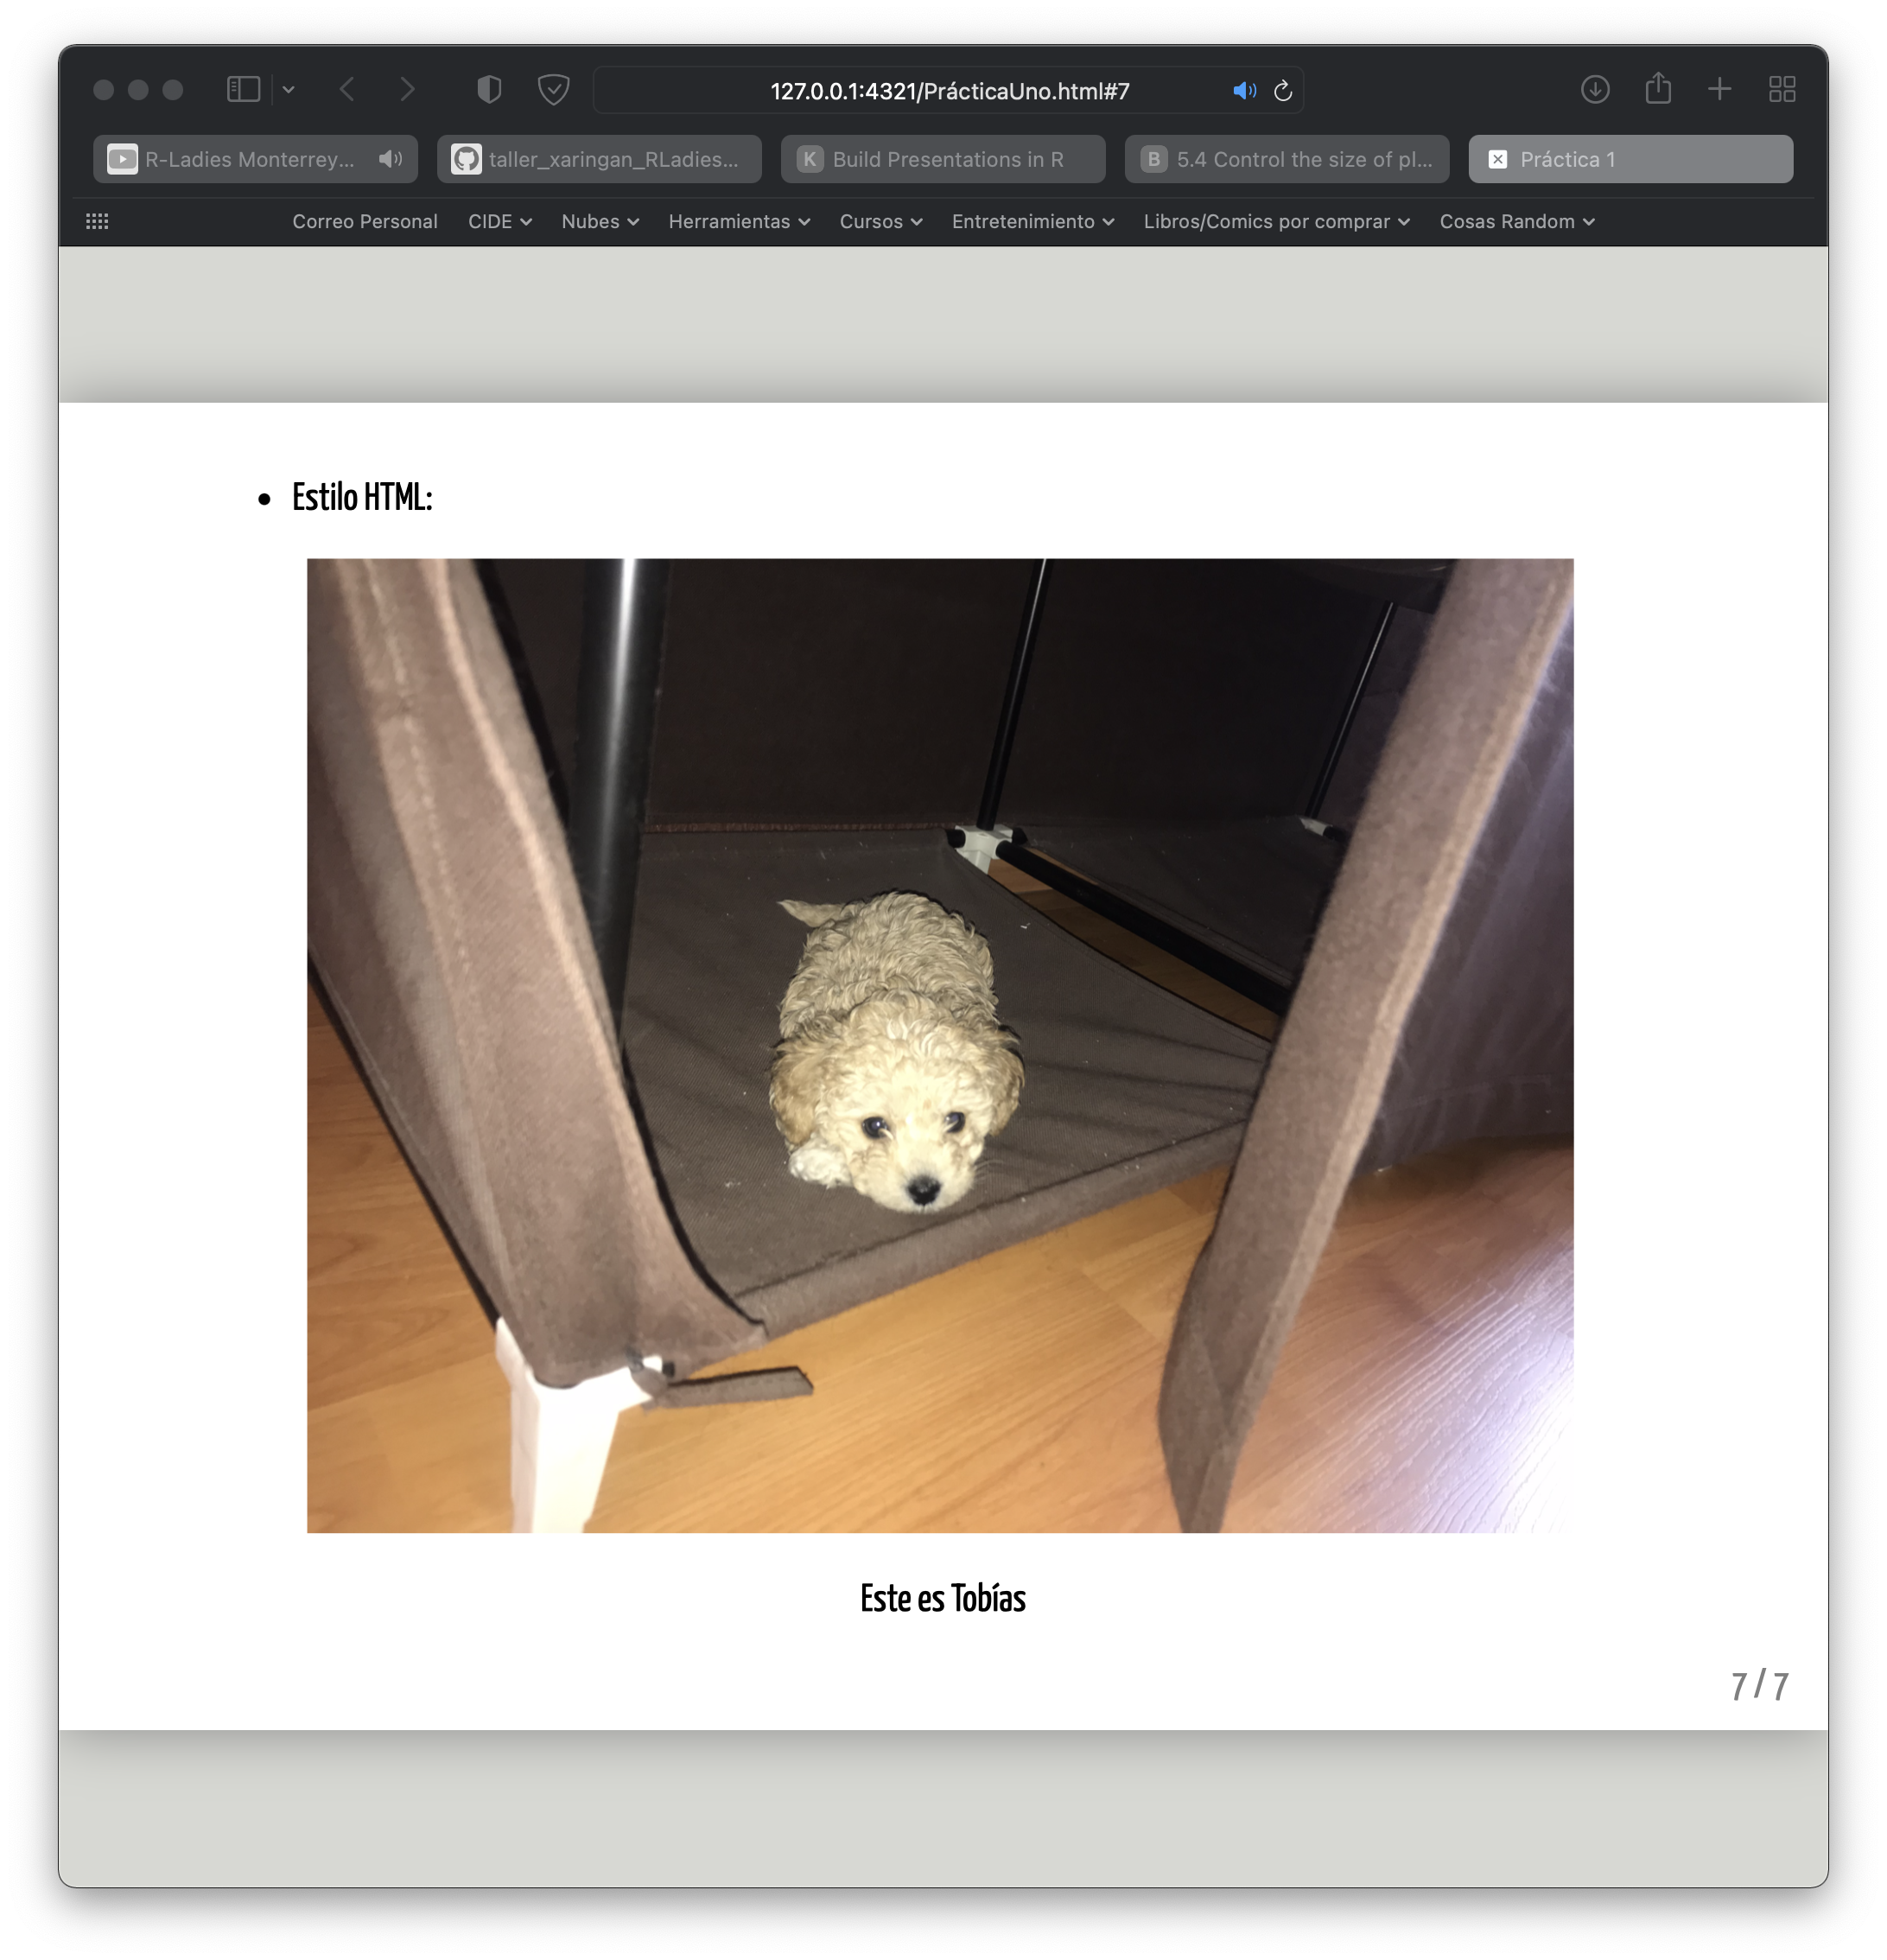 127.0.0.1:4321/PrácticaUno.html#7
R-Ladies Monterrey...
taller_xaringan_RLadies...
K Build Presentations in R
B 5.4 Control the size of pl...
Práctica 1
Correo Personal CIDE Nubes Herramientas Cursos Entretenimiento Libros/Comics por comprar Cosas Random
• Estilo HTML:
Este es Tobías
7 / 7